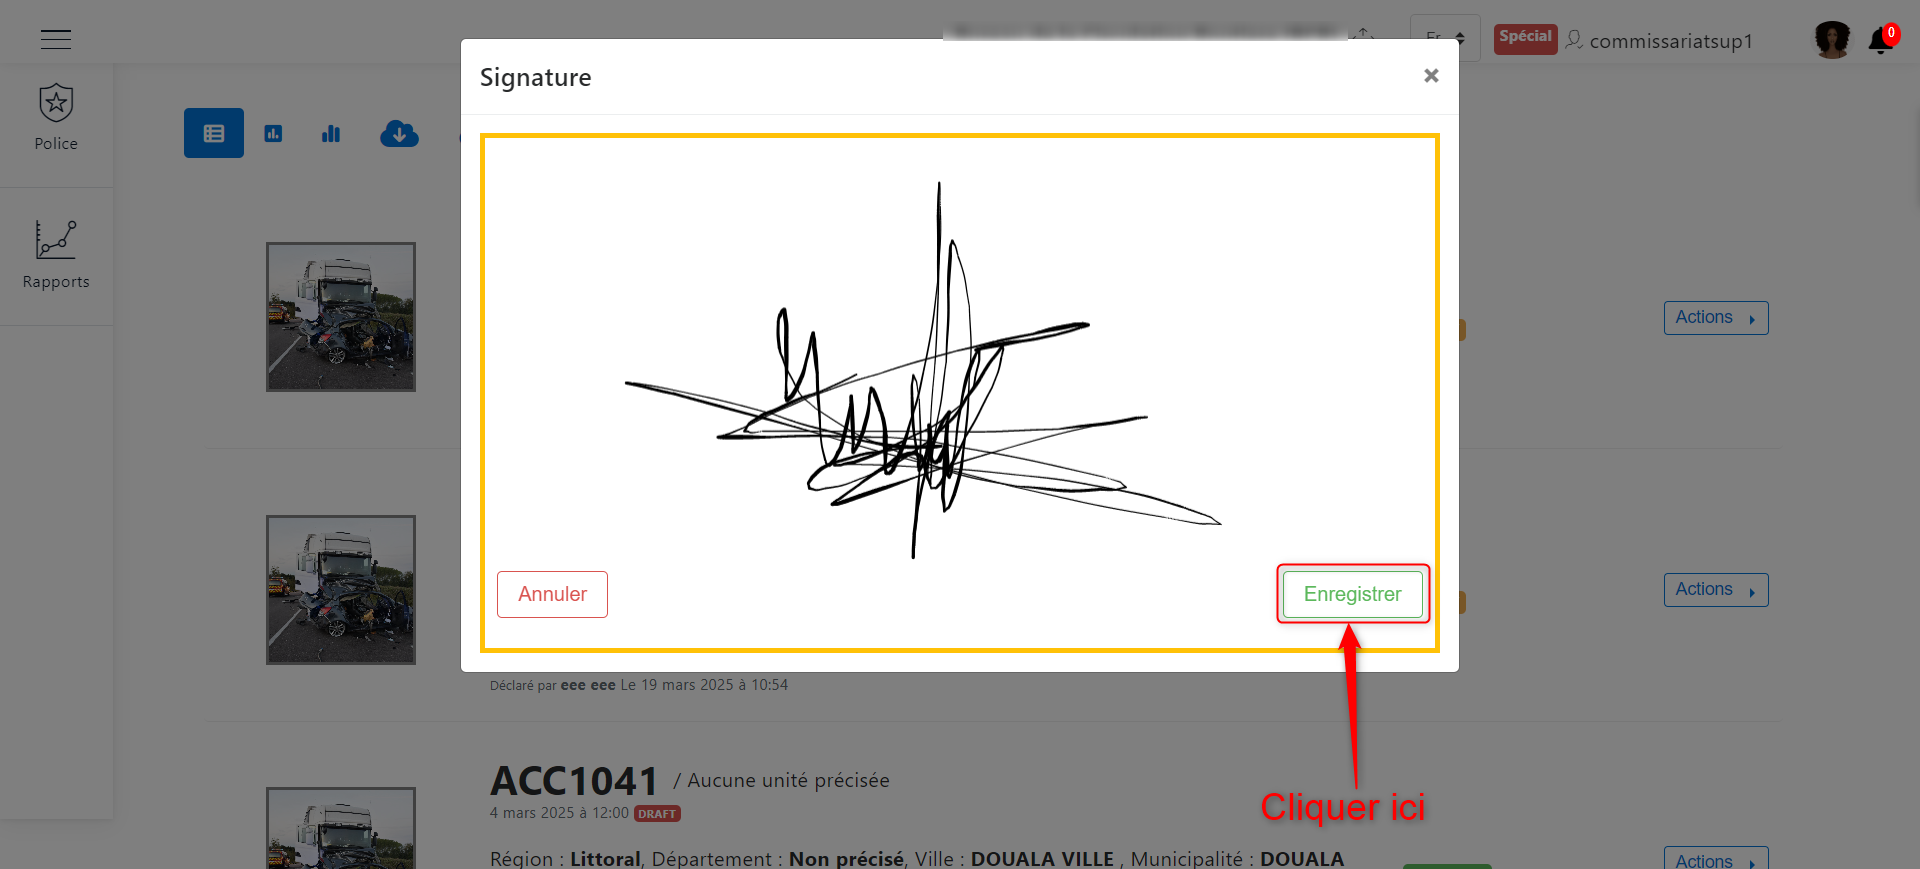 Fr
Spécial
commissariatsup1
0
Signature
×
Police
Rapports
Annuler
Enregistrer
Actions
Actions
Déclaré par eee eee Le 19 mars 2025 à 10:54
ACC1041 / Aucune unité précisée
4 mars 2025 à 12:00 DRAFT
Cliquer ici
Région : Littoral, Département : Non précisé, Ville : DOUALA VILLE , Municipalité : DOUALA
Actions